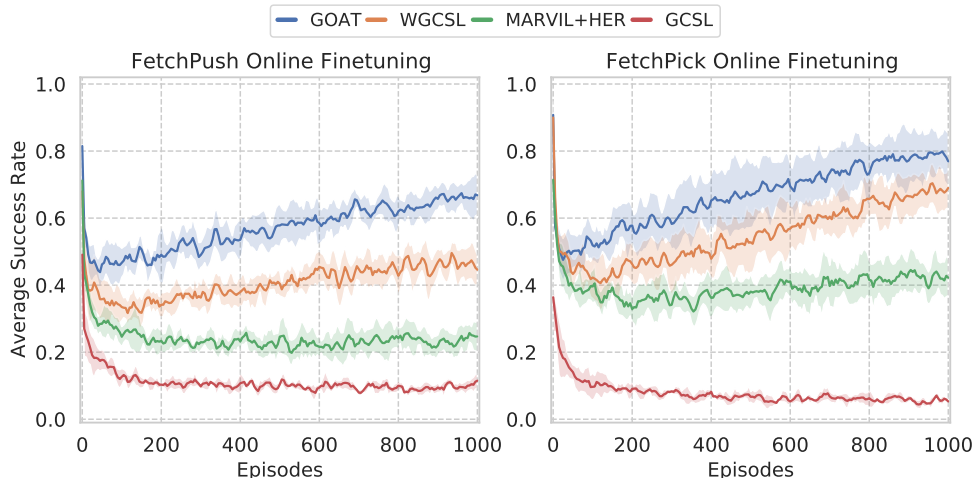 GOAT WGCSL MARVIL+HER GCSL
FetchPush Online Finetuning
Average Success Rate
1.0
0.8
0.6
0.4
0.2
0.0
0 200 400 600 800 1000
Episodes
FetchPick Online Finetuning
1.0
0.8
0.6
0.4
0.2
0.0
0 200 400 600 800 1000
Episodes